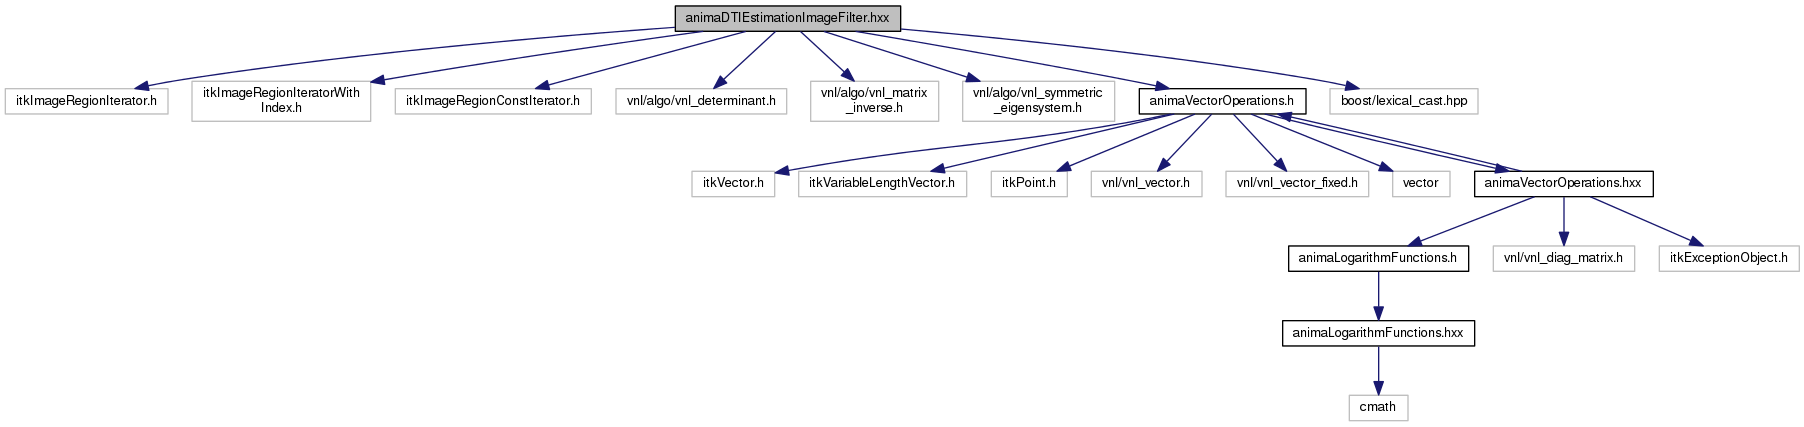 animaDTIEstimationImageFilter.hxx
itkImageRegionIterator.h
itkImageRegionIteratorWith
Index.h
itkImageRegionConstIterator.h
vnl/algo/vnl_determinant.h
vnl/algo/vnl_matrix
_inverse.h
vnl/algo/vnl_symmetric
_eigensystem.h
animaVectorOperations.h
boost/lexical_cast.hpp
itkVector.h
itkVariableLengthVector.h
itkPoint.h
vnl/vnl_vector.h
vnl/vnl_vector_fixed.h
vector
animaVectorOperations.hxx
animaLogarithmFunctions.h
vnl/vnl_diag_matrix.h
itkExceptionObject.h
animaLogarithmFunctions.hxx
cmath